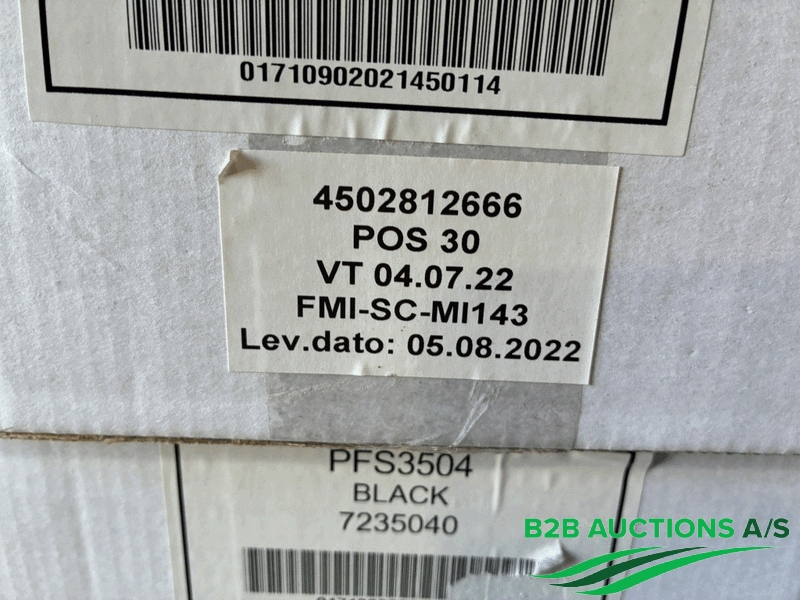 01710902021450114
4502812666
POS 30
VT 04.07.22
FMI-SC-MI143
Lev.dato: 05.08.2022
PFS3504
BLACK
7235040
B2B AUCTIONS A/S